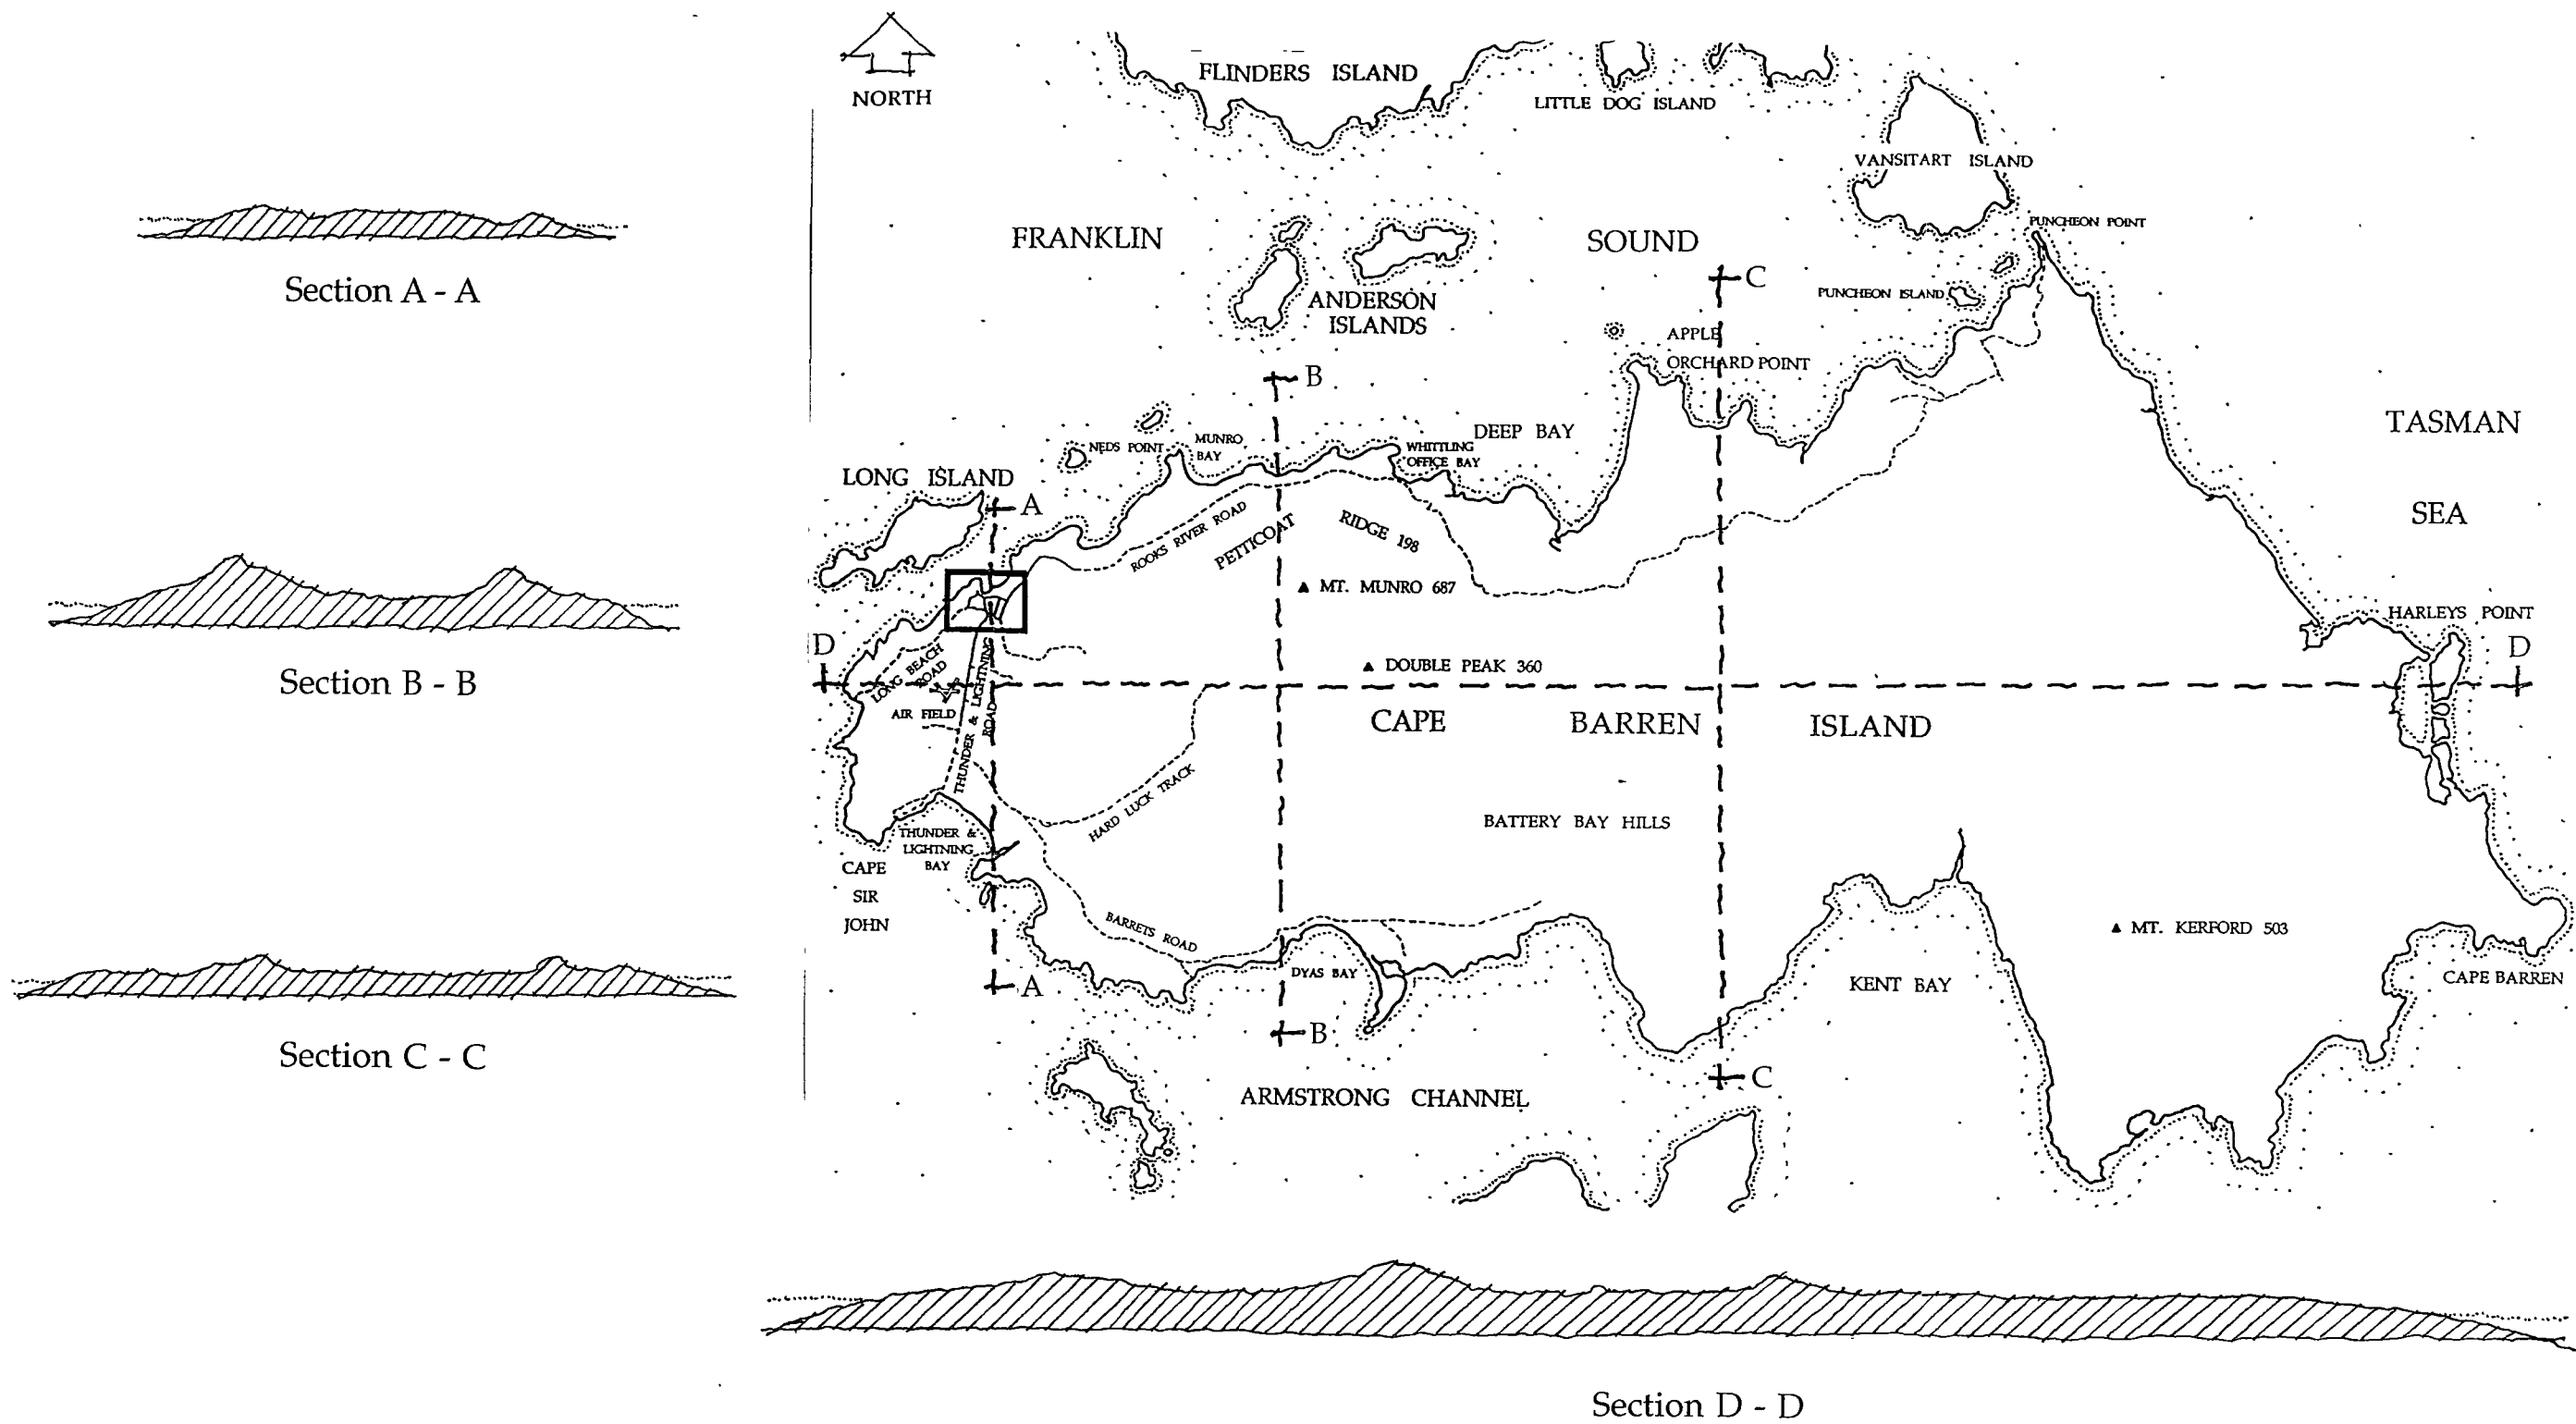 NORTH
FLINDERS ISLAND
LITTLE DOG ISLAND
VANSITART ISLAND
PUNCHEON POINT
FRANKLIN SOUND
C
PUNCHEON ISLAND
ANDERSON
ISLANDS
APPLE
ORCHARD POINT
B
TASMAN
SEA
DEEP BAY
NEDS POINT
MUNRO
BAY
WHITTLING
OFFICE BAY
LONG ISLAND
A
ROOKS RIVER ROAD
PETTICOAT RIDGE 198
MT. MUNRO 687
HARLEYS POINT
D
D
DOUBLE PEAK 360
LONG BEACH
ROAD
AIR FIELD
THUNDER & LIGHTNING
ROAD
CAPE BARREN ISLAND
HARD LUCK TRACK
BATTERY BAY HILLS
THUNDER &
LIGHTNING
BAY
CAPE
SIR
JOHN
BARRETS ROAD
MT. KERFORD 503
DYAS BAY
KENT BAY
CAPE BARREN
A
B
C
ARMSTRONG CHANNEL
Section A - A
Section B - B
Section C - C
Section D - D